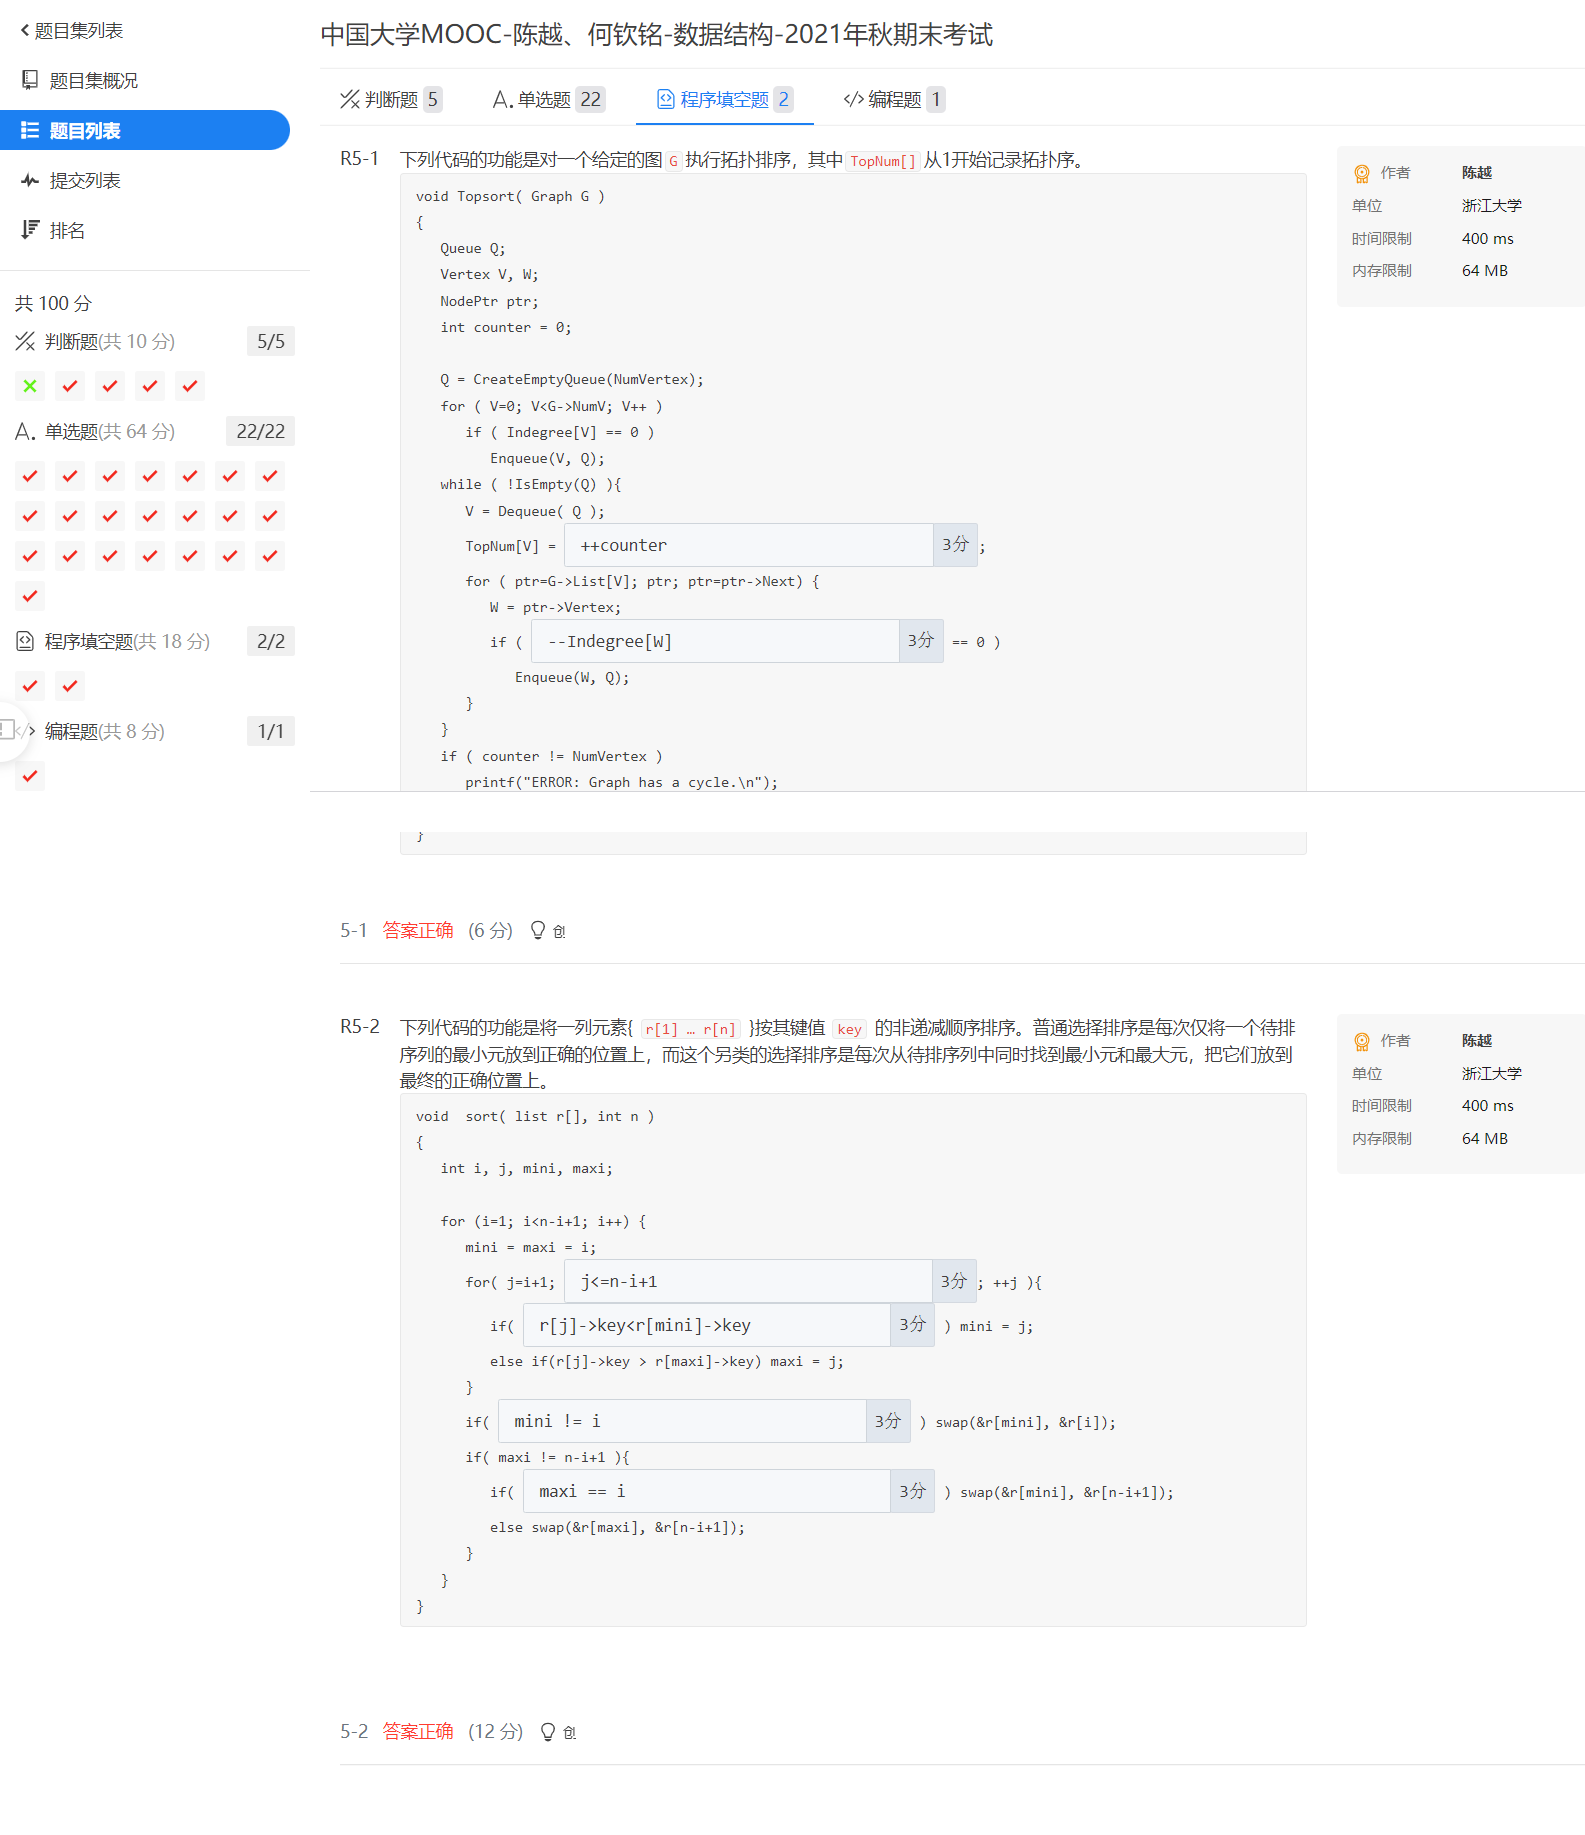 题目集列表
题目集概况
题目列表
提交列表
排名
共 100 分
判断题(共 10 分) 5/5
单选题(共 64 分) 22/22
程序填空题(共 18 分) 2/2
编程题(共 8 分) 1/1
中国大学MOOC-陈越、何钦铭-数据结构-2021年秋期末考试
判断题 5 单选题 22 程序填空题 2 编程题 1
R5-1 下列代码的功能是对一个给定的图 G 执行拓扑排序，其中 TopNum[] 从1开始记录拓扑序。
void Topsort( Graph G )
{
Queue Q;
Vertex V, W;
NodePtr ptr;
int counter = 0;
Q = CreateEmptyQueue(NumVertex);
for ( V=0; V<G->NumV; V++ )
if ( Indegree[V] == 0 )
Enqueue(V, Q);
while ( !IsEmpty(Q) ){
V = Dequeue( Q );
TopNum[V] = ++counter 3分 ;
for ( ptr=G->List[V]; ptr; ptr=ptr->Next) {
W = ptr->Vertex;
if ( --Indegree[W] 3分 == 0 )
Enqueue(W, Q);
}
}
if ( counter != NumVertex )
printf("ERROR: Graph has a cycle.\n");
}
作者 陈越
单位 浙江大学
时间限制 400 ms
内存限制 64 MB
5-1 答案正确 (6 分) 创
R5-2 下列代码的功能是将一列元素{ r[1] … r[n] }按其键值 key 的非递减顺序排序。普通选择排序是每次仅将一个待排
序列的最小元放到正确的位置上，而这个另类的选择排序是每次从待排序列中同时找到最小元和最大元，把它们放到
最终的正确位置上。
void  sort( list r[], int n )
{
int i, j, mini, maxi;
for (i=1; i<n-i+1; i++) {
mini = maxi = i;
for( j=i+1; j<=n-i+1 3分 ; ++j ){
if( r[j]->key<r[mini]->key 3分 ) mini = j;
else if(r[j]->key > r[maxi]->key) maxi = j;
}
if( mini != i 3分 ) swap(&r[mini], &r[i]);
if( maxi != n-i+1 ){
if( maxi == i 3分 ) swap(&r[mini], &r[n-i+1]);
else swap(&r[maxi], &r[n-i+1]);
}
}
}
作者 陈越
单位 浙江大学
时间限制 400 ms
内存限制 64 MB
5-2 答案正确 (12 分) 创